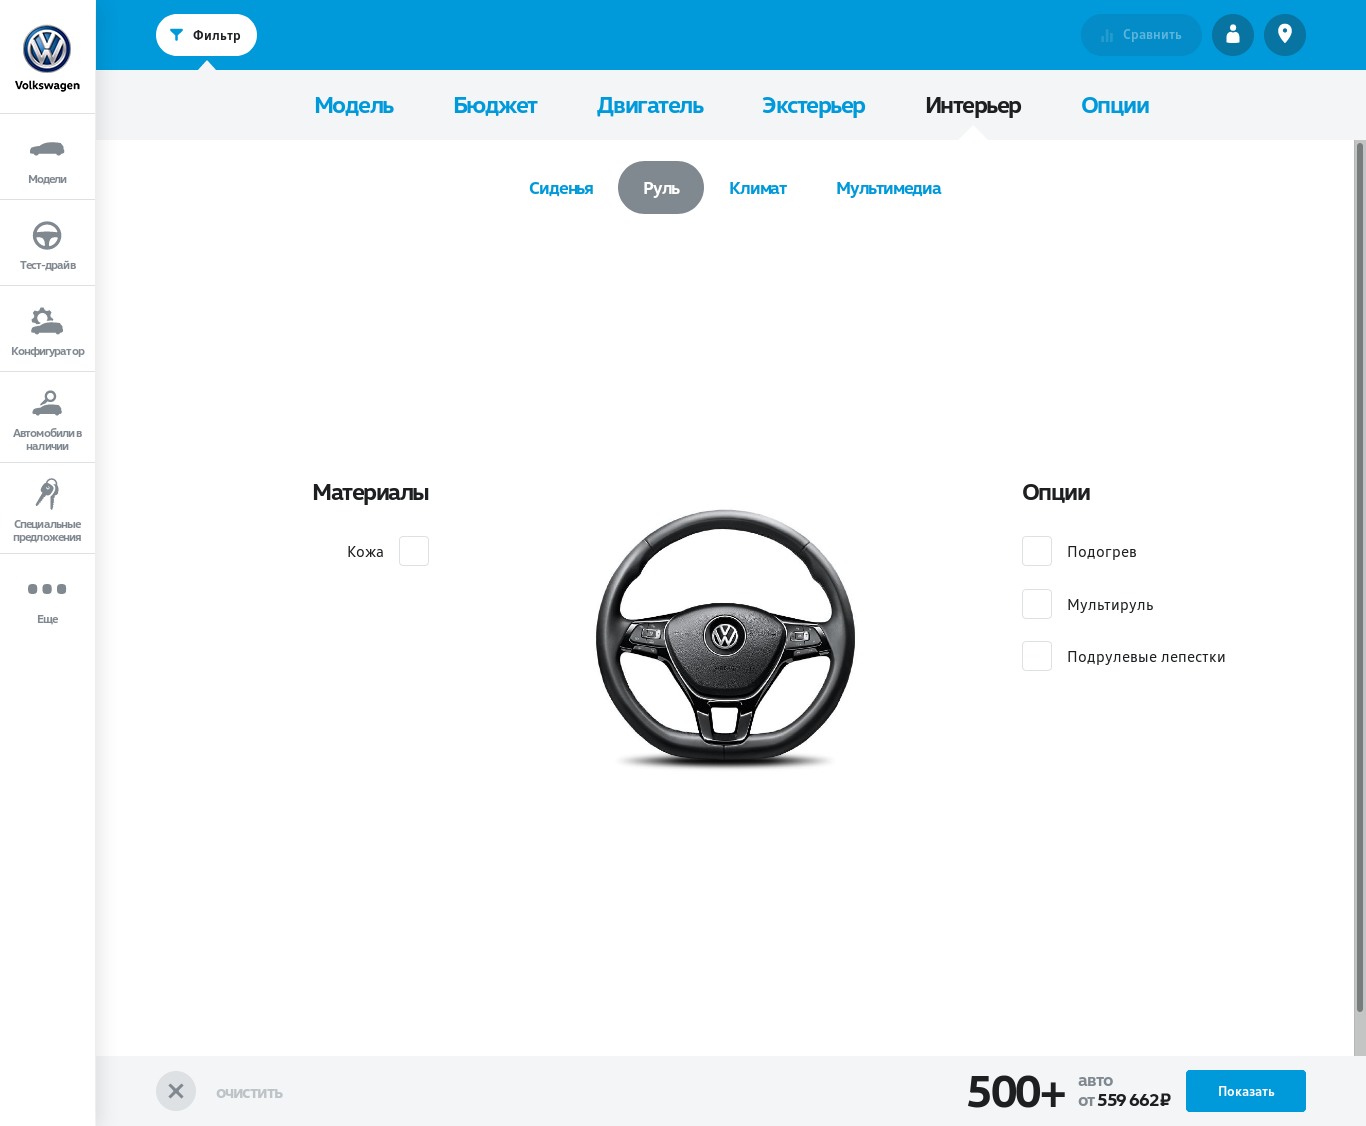 Volkswagen
Модели
Тест-драйв
Конфигуратор
Автомобили в
наличии
Специальные
предложения
Еще
Фильтр
Сравнить
Модель Бюджет Двигатель Экстерьер Интерьер Опции
Сиденья Руль Климат Мультимедиа
Материалы
Кожа
Опции
Подогрев
Мультируль
Подрулевые лепестки
ОЧИСТИТЬ
500+
авто
от 559 662₽
Показать